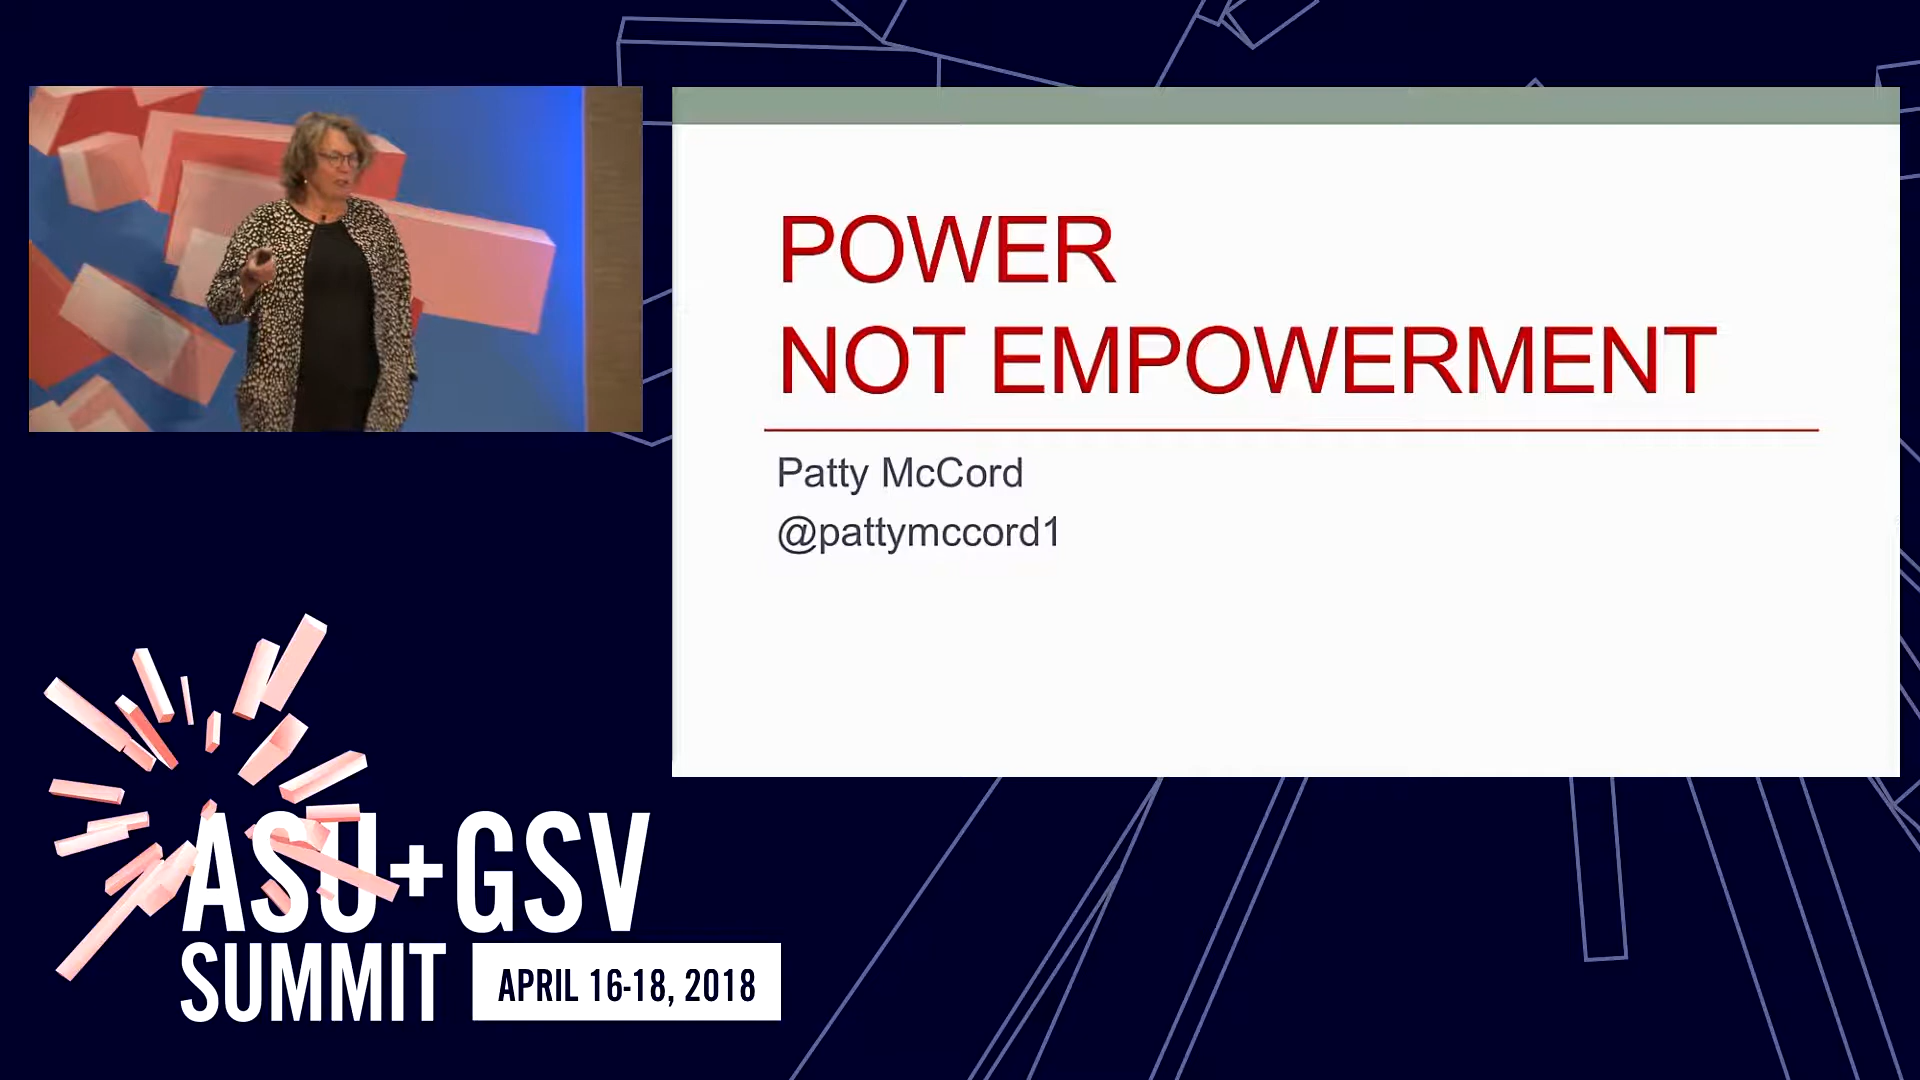 POWER
NOT EMPOWERMENT
Patty McCord
@pattymccord1
ASU+GSV
SUMMIT
APRIL 16-18, 2018